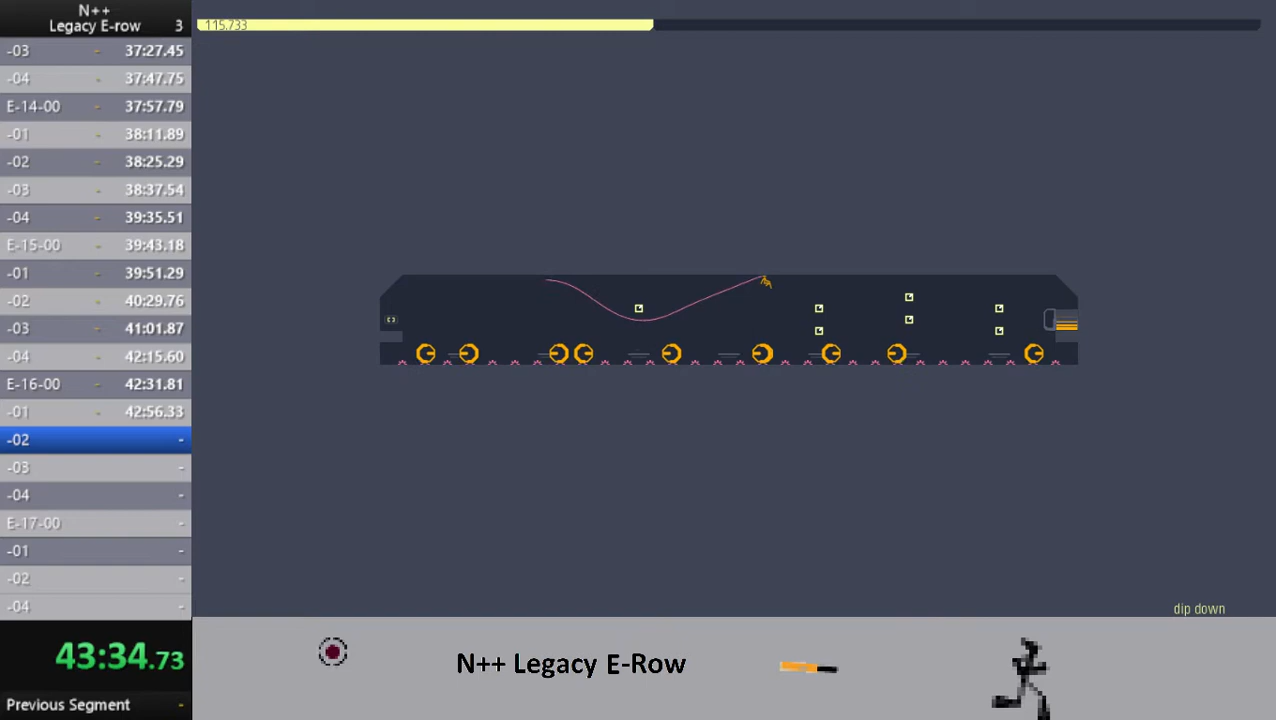 N++
Legacy E-row 3
-03 - 37:27.45
-04 - 37:47.75
E-14-00 - 37:57.79
-01 - 38:11.89
-02 - 38:25.29
-03 - 38:37.54
-04 - 39:35.51
E-15-00 - 39:43.18
-01 - 39:51.29
-02 - 40:29.76
-03 - 41:01.87
-04 - 42:15.60
E-16-00 - 42:31.81
-01 - 42:56.33
-02 -
-03 -
-04 -
E-17-00 -
-01 -
-02 -
-04 -
43:34.73
Previous Segment -
115.733
dip down
N++ Legacy E-Row